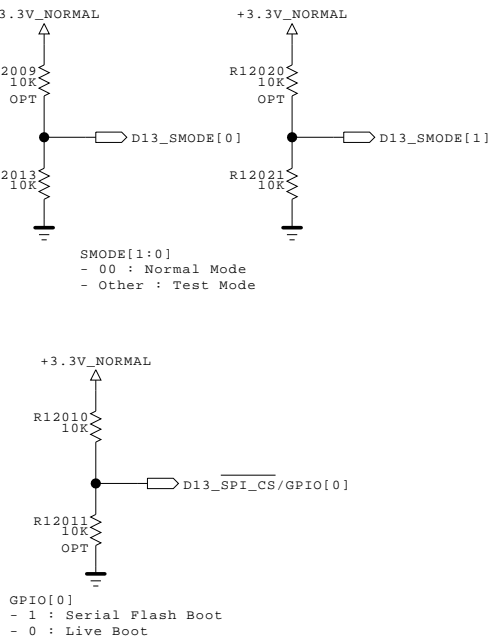 3.3V_NORMAL
+3.3V_NORMAL
2009
10K
OPT
R12020
10K
OPT
D13_SMODE[0]
D13_SMODE[1]
2013
10K
R12021
10K
SMODE[1:0]
- 00 : Normal Mode
- Other : Test Mode
+3.3V_NORMAL
R12010
10K
D13_SPI_CS/GPIO[0]
R12011
10K
OPT
GPIO[0]
- 1 : Serial Flash Boot
- 0 : Live Boot